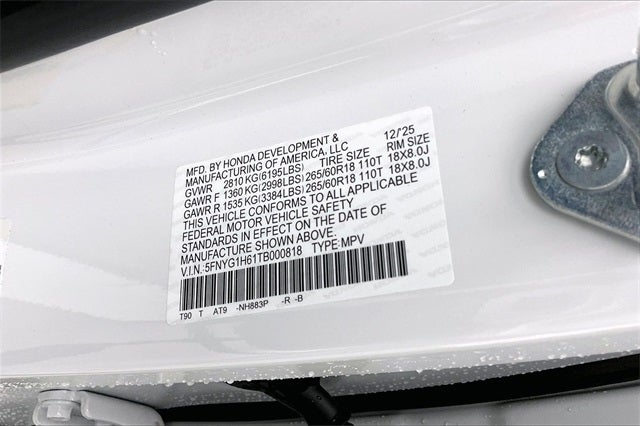 MFD. BY HONDA DEVELOPMENT & 12/'25
MANUFACTURING OF AMERICA, LLC
GVWR 2810 KG(6195LBS) TIRE SIZE RIM SIZE
GAWR F 1360 KG(2998LBS) 265/60R18 110T 18X8.0J
GAWR R 1535 KG(3384LBS) 265/60R18 110T 18X8.0J
THIS VEHICLE CONFORMS TO ALL APPLICABLE
FEDERAL MOTOR VEHICLE SAFETY
STANDARDS IN EFFECT ON THE DATE OF
MANUFACTURE SHOWN ABOVE.
V.I.N.:5FNYG1H61TB000818 TYPE:MPV
T90 T AT9 -NH883P -R -B